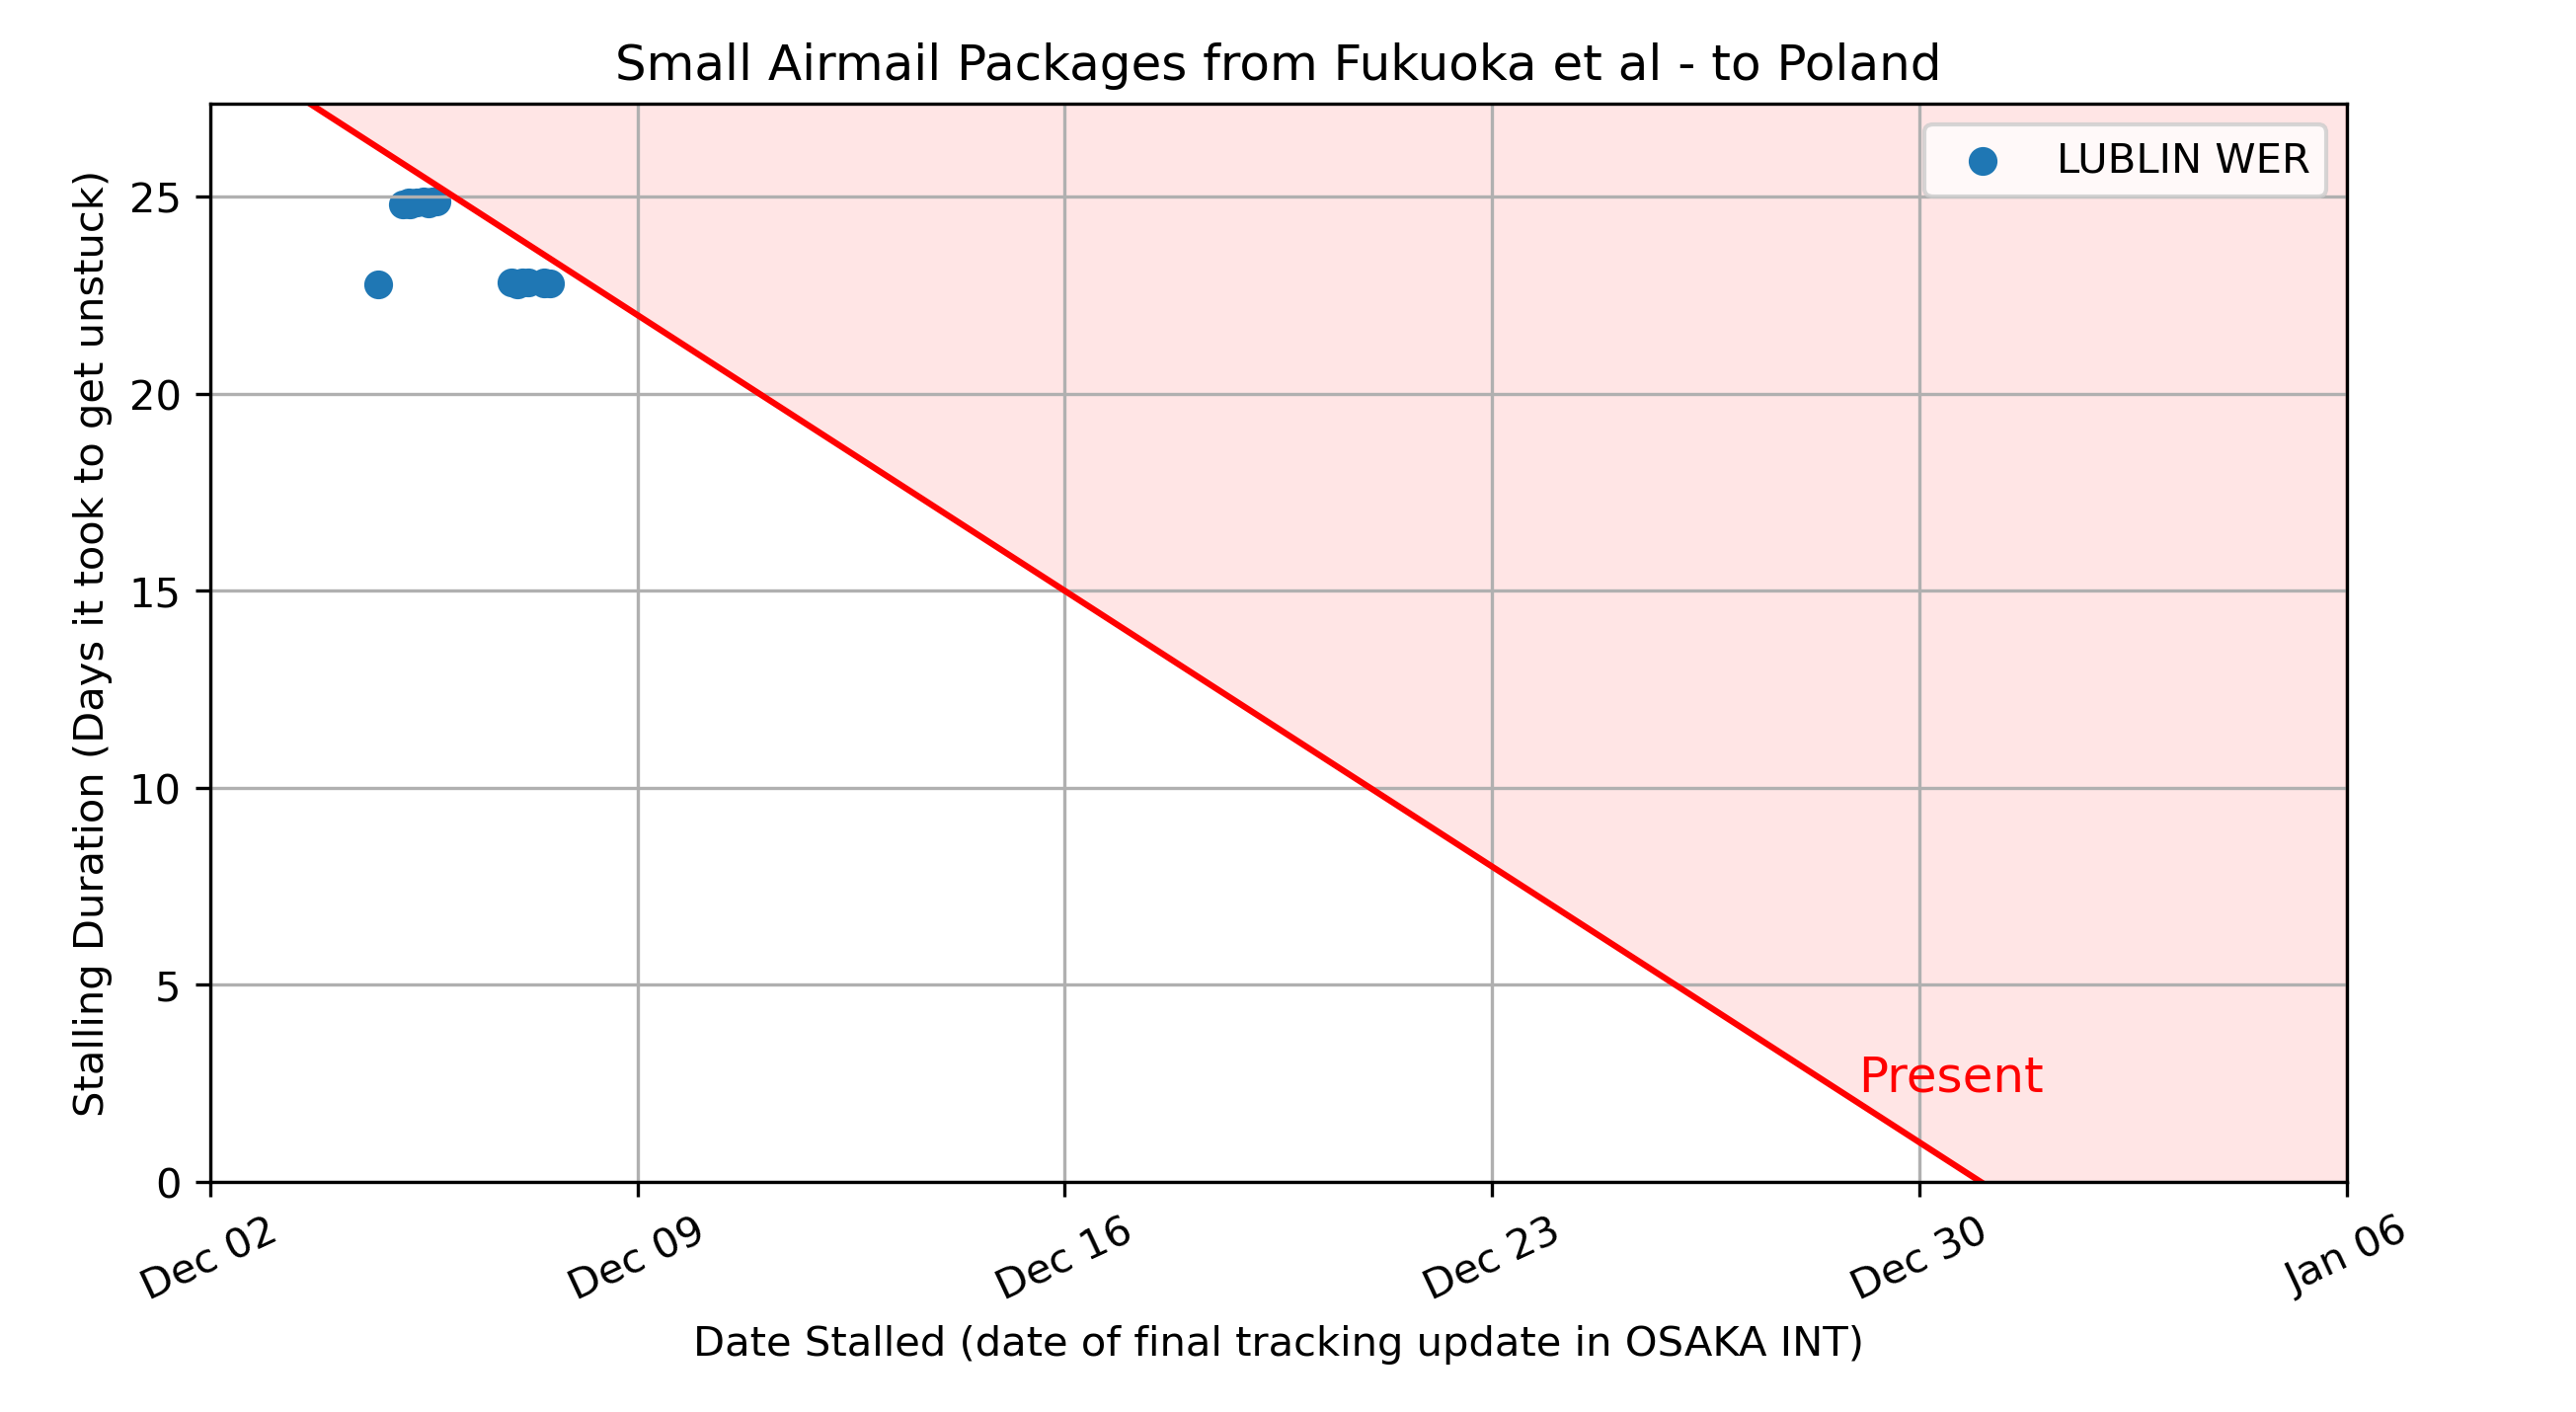 Small Airmail Packages from Fukuoka et al - to Poland
LUBLIN WER
Stalling Duration (Days it took to get unstuck)
25
20
15
10
5
0
Present
Dec 02
Dec 09
Dec 16
Dec 23
Dec 30
Jan 06
Date Stalled (date of final tracking update in OSAKA INT)